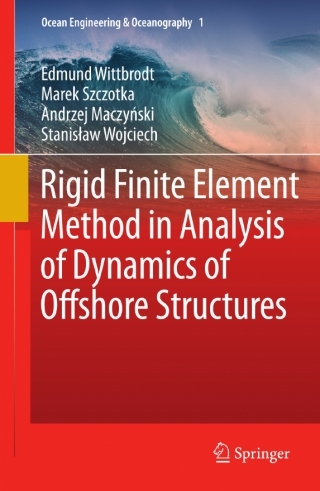 Ocean Engineering & Oceanography 1
Edmund Wittbrodt
Marek Szczotka
Andrzej Maczyński
Stanisław Wojciech
Rigid Finite Element
Method in Analysis
of Dynamics of
Offshore Structures
Springer